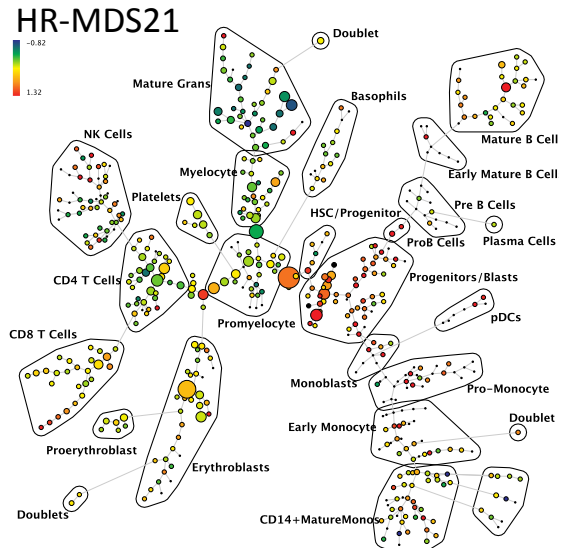 HR-MDS21
-0.82
1.32
Doublet
Mature Grans
Basophils
NK Cells
Mature B Cell
Myelocyte
Early Mature B Cell
Platelets
Pre B Cells
HSC/Progenitor
ProB Cells
Plasma Cells
CD4 T Cells
Progenitors/Blasts
Promyelocyte
pDCs
CD8 T Cells
Monoblasts
Pro-Monocyte
Early Monocyte
Doublet
Proerythroblast
Erythroblasts
Doublets
CD14+MatureMonos